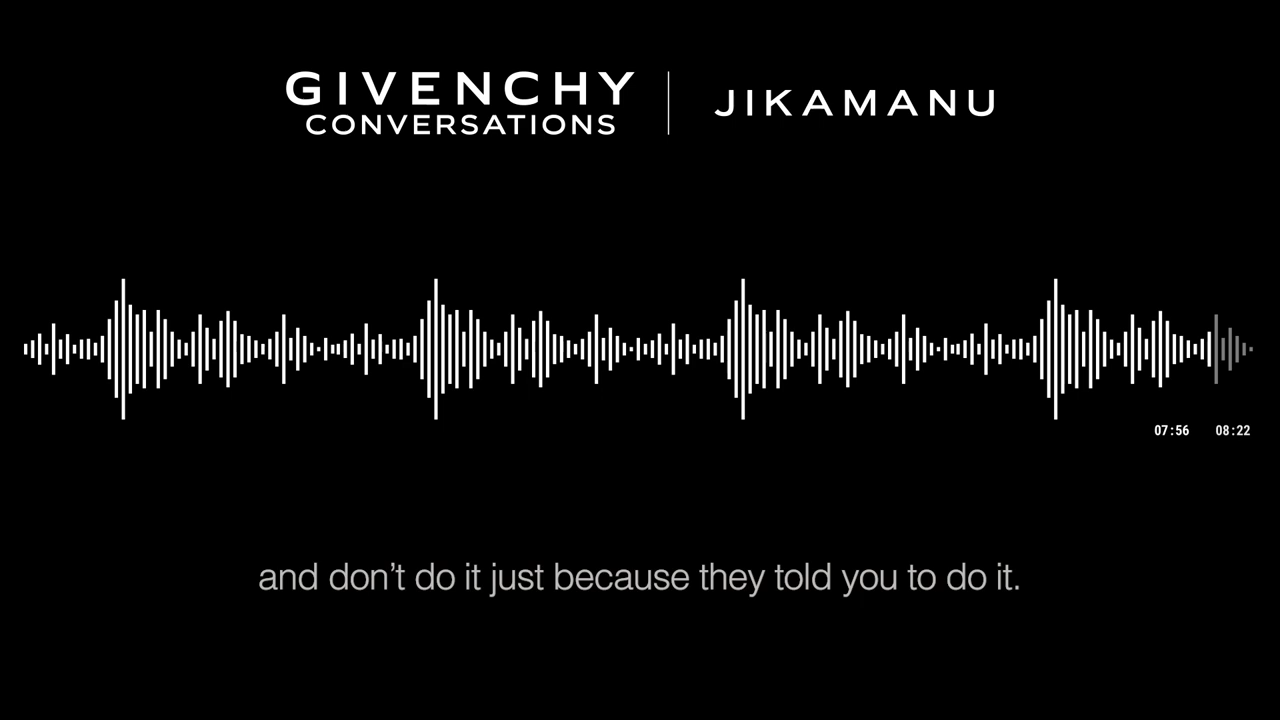 GIVENCHY
CONVERSATIONS
JIKAMANU
07:56 08:22
and don’t do it just because they told you to do it.